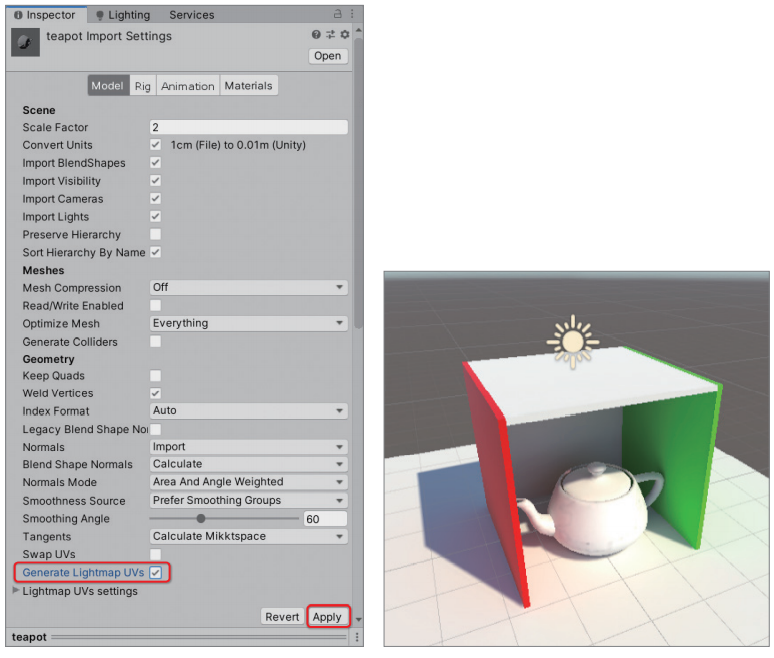 Inspector Lighting Services
teapot Import Settings
Open
Model Rig Animation Materials
Scene
Scale Factor 2
Convert Units 1cm (File) to 0.01m (Unity)
Import BlendShapes
Import Visibility
Import Cameras
Import Lights
Preserve Hierarchy
Sort Hierarchy By Name
Meshes
Mesh Compression Off
Read/Write Enabled
Optimize Mesh Everything
Generate Colliders
Geometry
Keep Quads
Weld Vertices
Index Format Auto
Legacy Blend Shape Nor
Normals Import
Blend Shape Normals Calculate
Normals Mode Area And Angle Weighted
Smoothness Source Prefer Smoothing Groups
Smoothing Angle 60
Tangents Calculate Mikktspace
Swap UVs
Generate Lightmap UVs
Lightmap UVs settings
Revert Apply
teapot